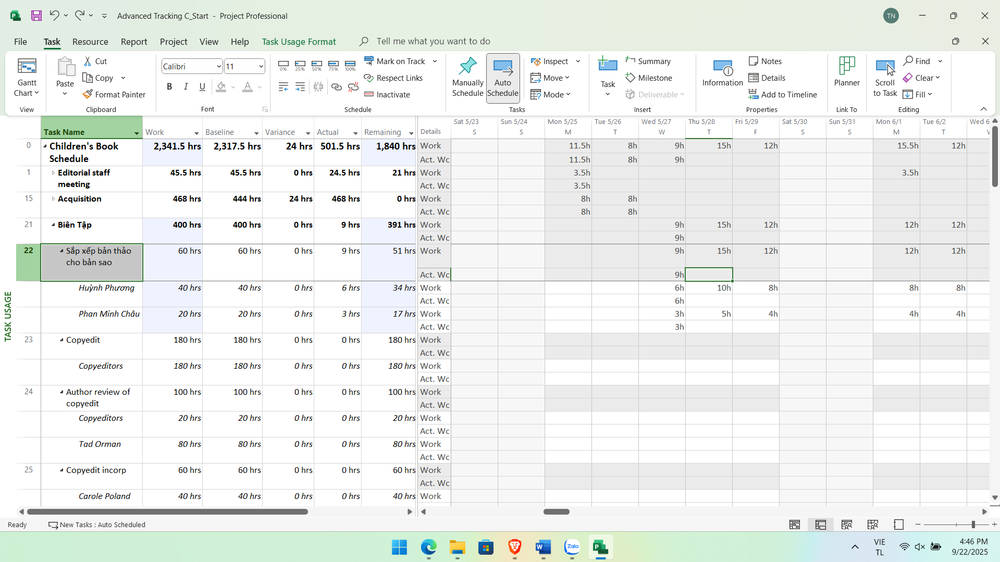 Advanced Tracking C_Start - Project Professional
TN
File Task Resource Report Project View Help Task Usage Format Tell me what you want to do
Gantt Chart
View
Paste
Cut
Copy
Format Painter
Clipboard
Calibri 11
B I U A
Font
0% 25% 50% 75% 100%
Mark on Track
Respect Links
Inactivate
Schedule
Manually Schedule
Auto Schedule
Inspect
Move
Mode
Tasks
Task
Summary
Milestone
Deliverable
Insert
Information
Notes
Details
Add to Timeline
Properties
Planner
Link To
Scroll to Task
Find
Clear
Fill
Editing
Sat 5/23 Sun 5/24 Mon 5/25 Tue 5/26 Wed 5/27 Thu 5/28 Fri 5/29 Sat 5/30 Sun 5/31 Mon 6/1 Tue 6/2 Wed 6
Task Name Work Baseline Variance Actual Remaining Details S S M T W T F S S M T
0 Children's Book Schedule 2,341.5 hrs 2,317.5 hrs 24 hrs 501.5 hrs 1,840 hrs Work 11.5h 8h 9h 15h 12h 15.5h 12h
Act. Wc 11.5h 8h 9h
1 Editorial staff meeting 45.5 hrs 45.5 hrs 0 hrs 24.5 hrs 21 hrs Work 3.5h 3.5h
Act. Wc 3.5h
15 Acquisition 468 hrs 444 hrs 24 hrs 468 hrs 0 hrs Work 8h 8h
Act. Wc 8h 8h
21 Biên Tập 400 hrs 400 hrs 0 hrs 9 hrs 391 hrs Work 9h 15h 12h 12h 12h
Act. Wc 9h
22 Sắp xếp bản thảo cho bản sao 60 hrs 60 hrs 0 hrs 9 hrs 51 hrs Work 9h 15h 12h 12h 12h
Act. Wc 9h
Huỳnh Phương 40 hrs 40 hrs 0 hrs 6 hrs 34 hrs Work 6h 10h 8h 8h 8h
Act. Wc 6h
Phan Minh Châu 20 hrs 20 hrs 0 hrs 3 hrs 17 hrs Work 3h 5h 4h 4h 4h
Act. Wc 3h
23 Copyedit 180 hrs 180 hrs 0 hrs 0 hrs 180 hrs Work
Act. Wc
Copyeditors 180 hrs 180 hrs 0 hrs 0 hrs 180 hrs Work
Act. Wc
24 Author review of copyedit 100 hrs 100 hrs 0 hrs 0 hrs 100 hrs Work
Act. Wc
Copyeditors 20 hrs 20 hrs 0 hrs 0 hrs 20 hrs Work
Act. Wc
Tad Orman 80 hrs 80 hrs 0 hrs 0 hrs 80 hrs Work
Act. Wc
25 Copyedit incorp 60 hrs 60 hrs 0 hrs 0 hrs 60 hrs Work
Act. Wc
Carole Poland 40 hrs 40 hrs 0 hrs 0 hrs 40 hrs Work
TASK USAGE
Ready New Tasks : Auto Scheduled
Zalo
VIE
TL
4:46 PM
9/22/2025